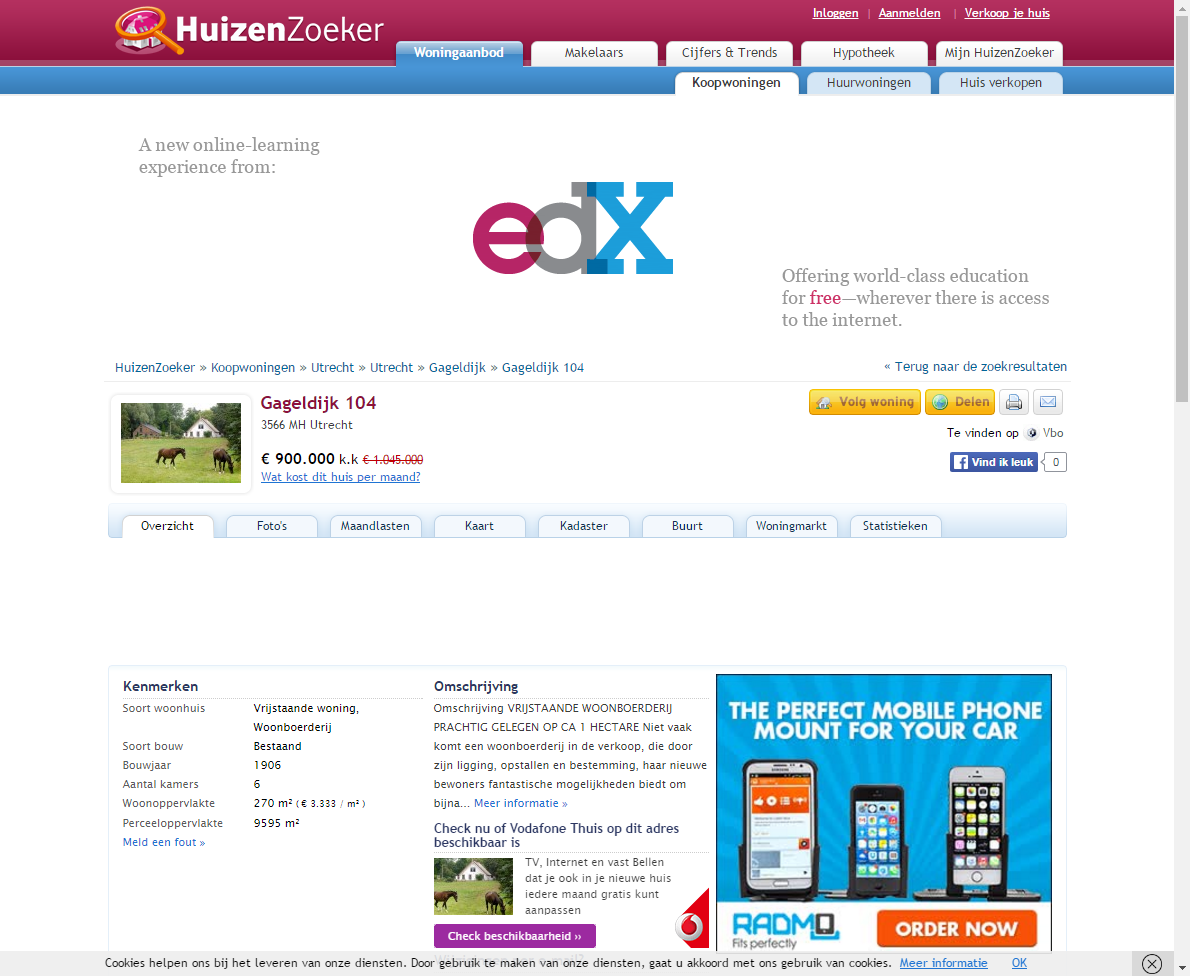 HuizenZoeker
Inloggen | Aanmelden | Verkoop je huis
Woningaanbod Makelaars Cijfers & Trends Hypotheek Mijn HuizenZoeker
Koopwoningen Huurwoningen Huis verkopen
A new online-learning
experience from:
edX
Offering world-class education
for free—wherever there is access
to the internet.
HuizenZoeker » Koopwoningen » Utrecht » Utrecht » Gageldijk » Gageldijk 104
« Terug naar de zoekresultaten
Gageldijk 104
3566 MH Utrecht
€ 900.000 k.k € 1.045.000
Wat kost dit huis per maand?
Volg woning Delen
Te vinden op Vbo
Vind ik leuk 0
Overzicht Foto's Maandlasten Kaart Kadaster Buurt Woningmarkt Statistieken
Kenmerken
Soort woonhuis Vrijstaande woning,
Woonboerderij
Soort bouw Bestaand
Bouwjaar 1906
Aantal kamers 6
Woonoppervlakte 270 m² ( € 3.333 / m² )
Perceeloppervlakte 9595 m²
Meld een fout »
Omschrijving
Omschrijving VRIJSTAANDE WOONBOERDERIJ
PRACHTIG GELEGEN OP CA 1 HECTARE Niet vaak
komt een woonboerderij in de verkoop, die door
zijn ligging, opstallen en bestemming, haar nieuwe
bewoners fantastische mogelijkheden biedt om
bijna... Meer informatie »
Check nu of Vodafone Thuis op dit adres
beschikbaar is
TV, Internet en vast Bellen
dat je ook in je nieuwe huis
iedere maand gratis kunt
aanpassen
Check beschikbaarheid ››
THE PERFECT MOBILE PHONE
MOUNT FOR YOUR CAR
RADMO
Fits perfectly
ORDER NOW
Cookies helpen ons bij het leveren van onze diensten. Door gebruik te maken van onze diensten, gaat u akkoord met ons gebruik van cookies. Meer informatie OK